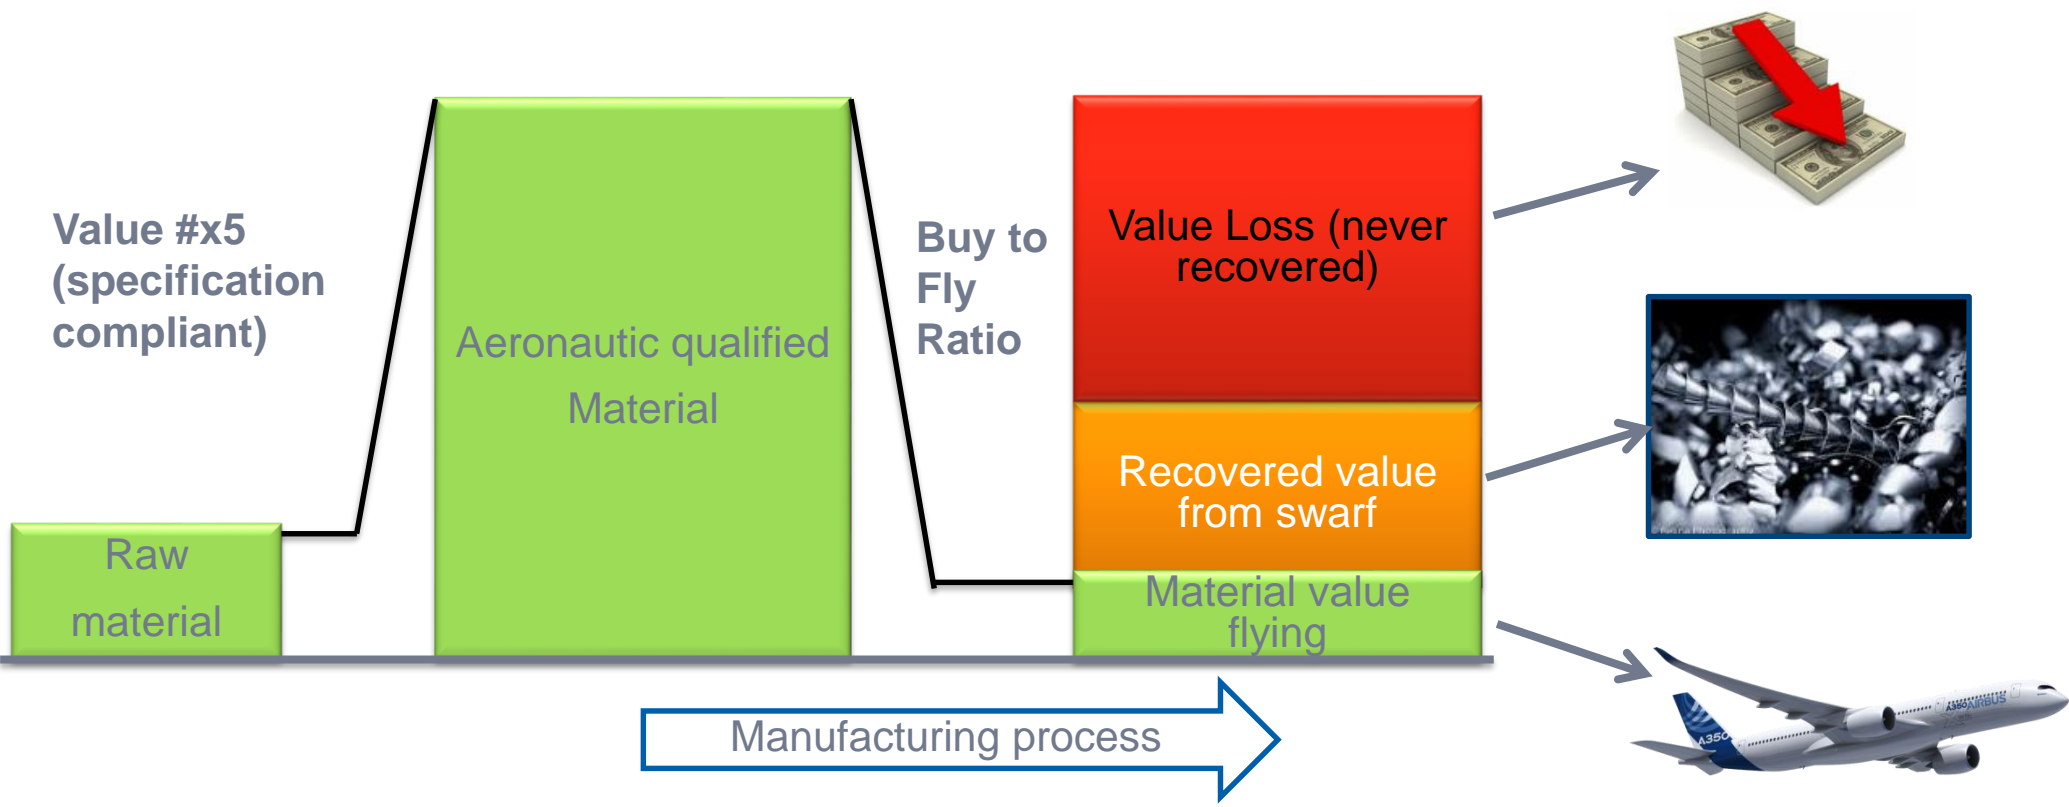 Value #x5
(specification
compliant)
Raw
material
Aeronautic qualified
Material
Buy to
Fly
Ratio
Value Loss (never
recovered)
Recovered value
from swarf
Material value
flying
Manufacturing process
A350 AIRBUS
A350